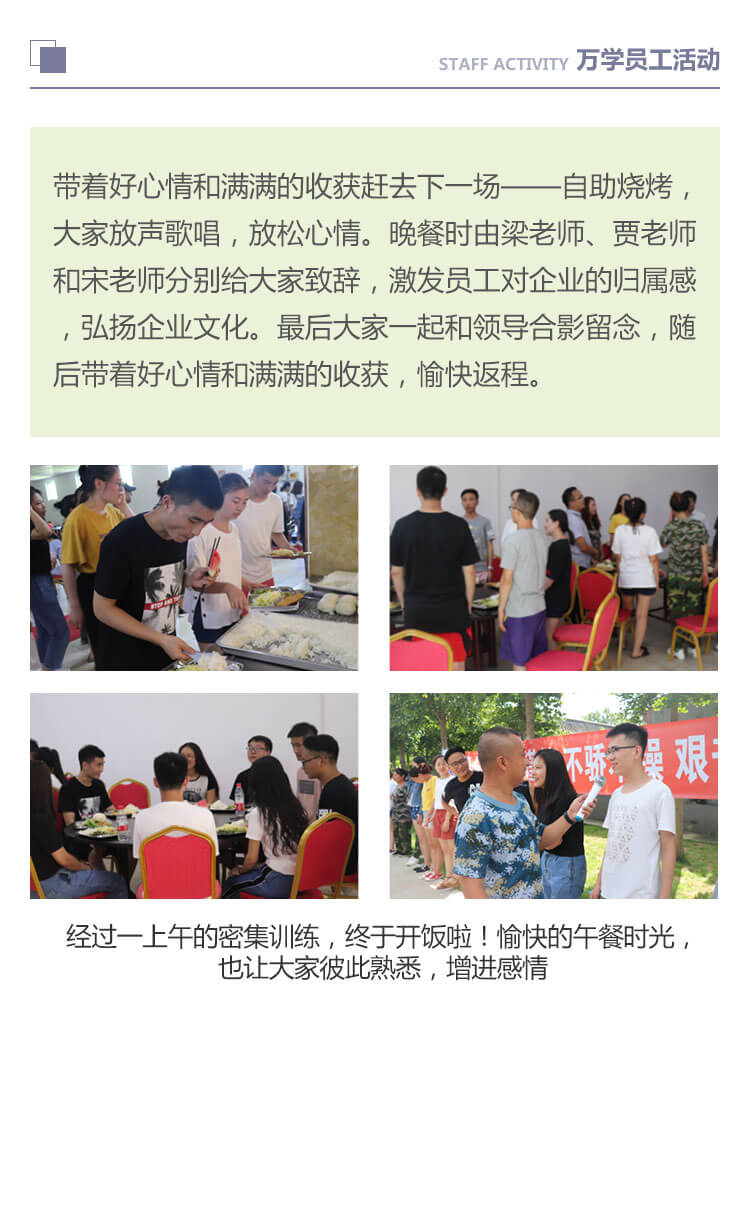 STAFF ACTIVITY 万学员工活动
带着好心情和满满的收获赶去下一场——自助烧烤，
大家放声歌唱，放松心情。晚餐时由梁老师、贾老师
和宋老师分别给大家致辞，激发员工对企业的归属感
，弘扬企业文化。最后大家一起和领导合影留念，随
后带着好心情和满满的收获，愉快返程。
不骄 躁 艰
经过一上午的密集训练，终于开饭啦！愉快的午餐时光，
也让大家彼此熟悉，增进感情